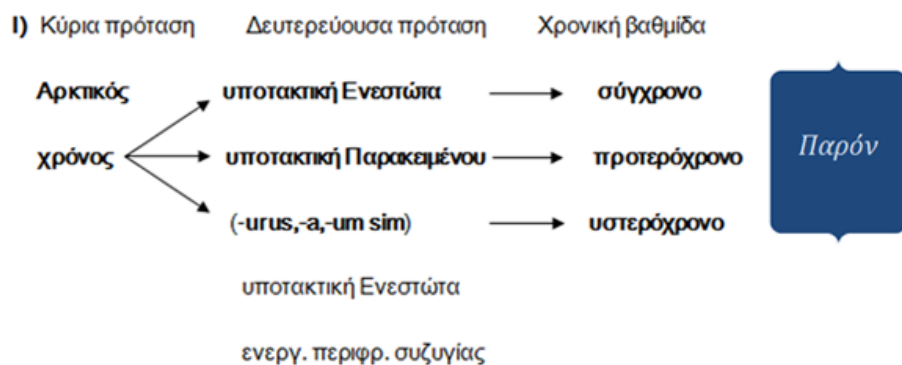 I) Κύρια πρόταση Δευτερεύουσα πρόταση Χρονική βαθμίδα
Αρκτικός υποτακτική Ενεστώτα σύγχρονο
χρόνος υποτακτική Παρακειμένου προτερόχρονο
Παρόν
(-urus,-a,-um sim) υστερόχρονο
υποτακτική Ενεστώτα
ενεργ. περιφρ. συζυγίας